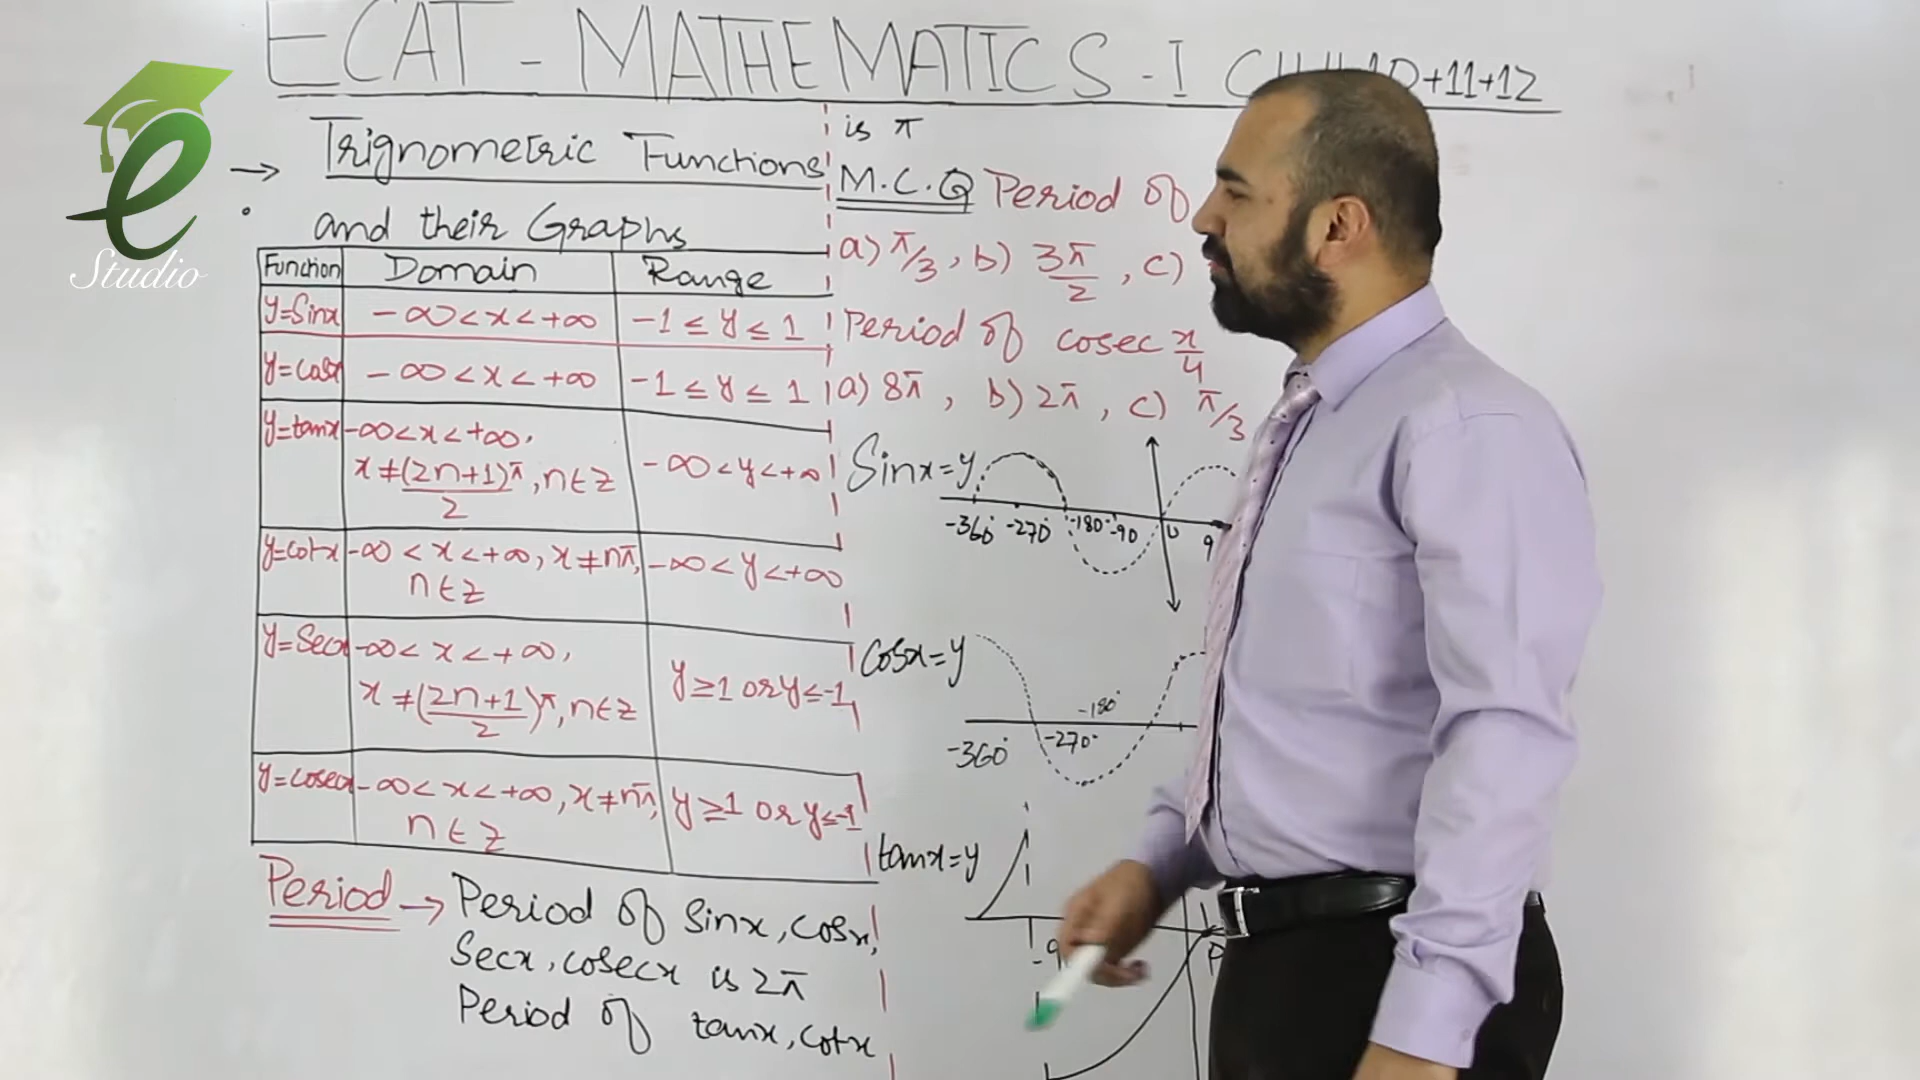 ECAT - MATHEMATICS - I +11+12
e
Studio
→ Trignometric Functions
and their Graphs
Function Domain Range
y=Sinx -∞<x<+∞ -1≤y≤1
y=cosx -∞<x<+∞ -1≤y≤1
y=tanx -∞<x<+∞, -∞<y<+∞
x≠(2n+1)π/2, n∈z
y=cotx -∞<x<+∞, x≠nπ, -∞<y<+∞
n∈z
y=Secx -∞<x<+∞, y≥1 or y≤-1
x≠(2n+1)π/2, n∈z
y=cosecx -∞<x<+∞, x≠nπ, y≥1 or y≤-1
n∈z
Period → Period of Sinx, cosx,
Secx, cosecx is 2π
Period of tanx, cotx
is π
M.C.Q Period of
a) π/3, b) 3π/2, c)
Period of cosec x/4
a) 8π, b) 2π, c) π/3
Sinx=y
-360° -270° -180° -90 0 9
cosx=y
-180°
-360° -270°
tanx=y
-9